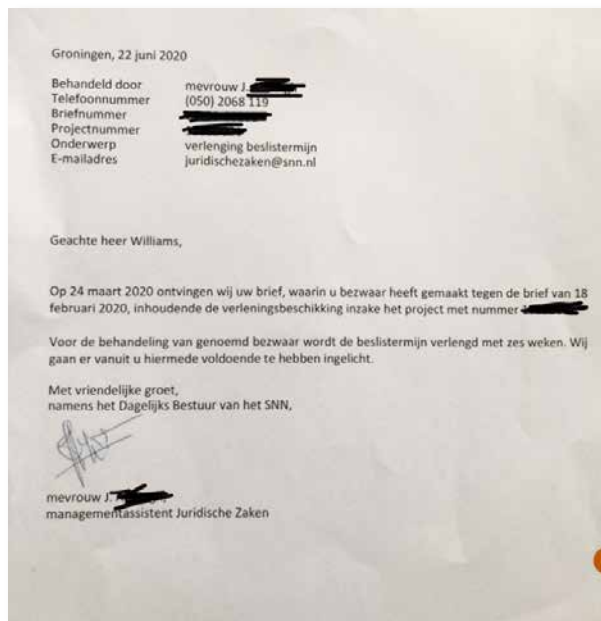 Groningen, 22 juni 2020
Behandeld door mevrouw J.
Telefoonnummer (050) 2068 119
Briefnummer
Projectnummer
Onderwerp verlenging beslistermijn
E-mailadres juridischezaken@snn.nl
Geachte heer Williams,
Op 24 maart 2020 ontvingen wij uw brief, waarin u bezwaar heeft gemaakt tegen de brief van 18
februari 2020, inhoudende de verleningsbeschikking inzake het project met nummer
Voor de behandeling van genoemd bezwaar wordt de beslistermijn verlengd met zes weken. Wij
gaan er vanuit u hiermede voldoende te hebben ingelicht.
Met vriendelijke groet,
namens het Dagelijks Bestuur van het SNN,
mevrouw J.
managementassistent Juridische Zaken